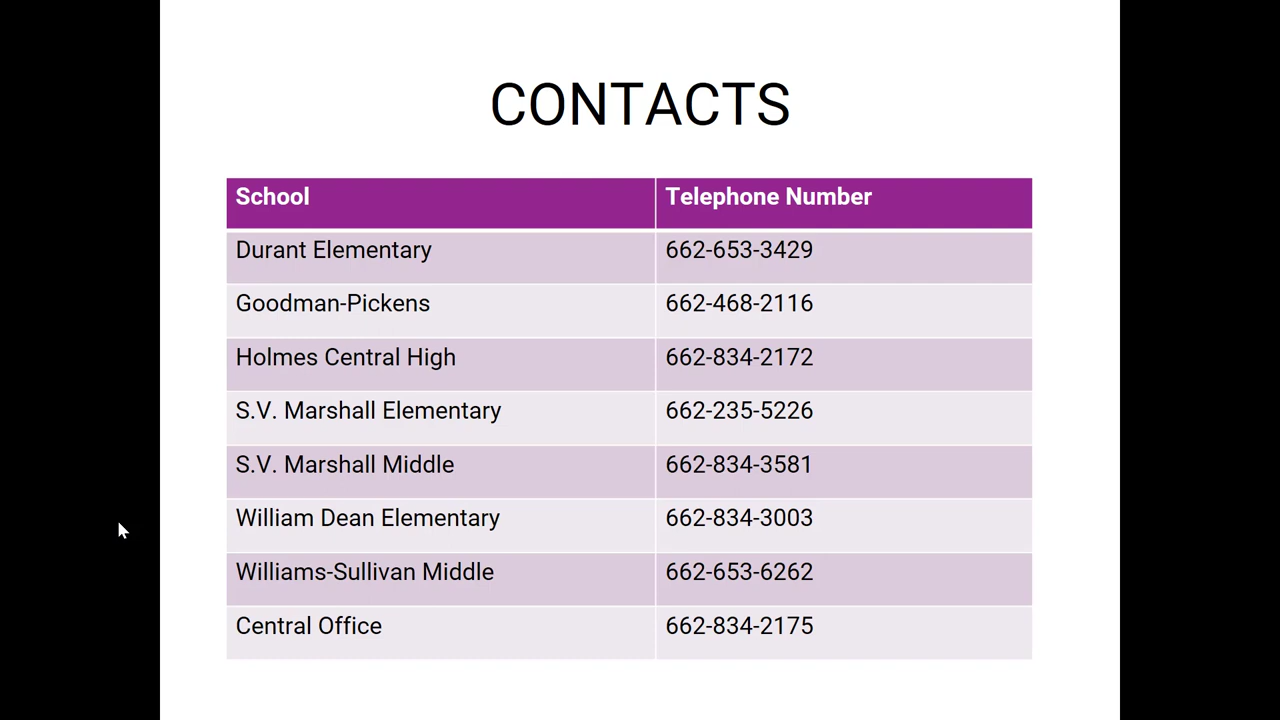 CONTACTS
School Telephone Number
Durant Elementary 662-653-3429
Goodman-Pickens 662-468-2116
Holmes Central High 662-834-2172
S.V. Marshall Elementary 662-235-5226
S.V. Marshall Middle 662-834-3581
William Dean Elementary 662-834-3003
Williams-Sullivan Middle 662-653-6262
Central Office 662-834-2175